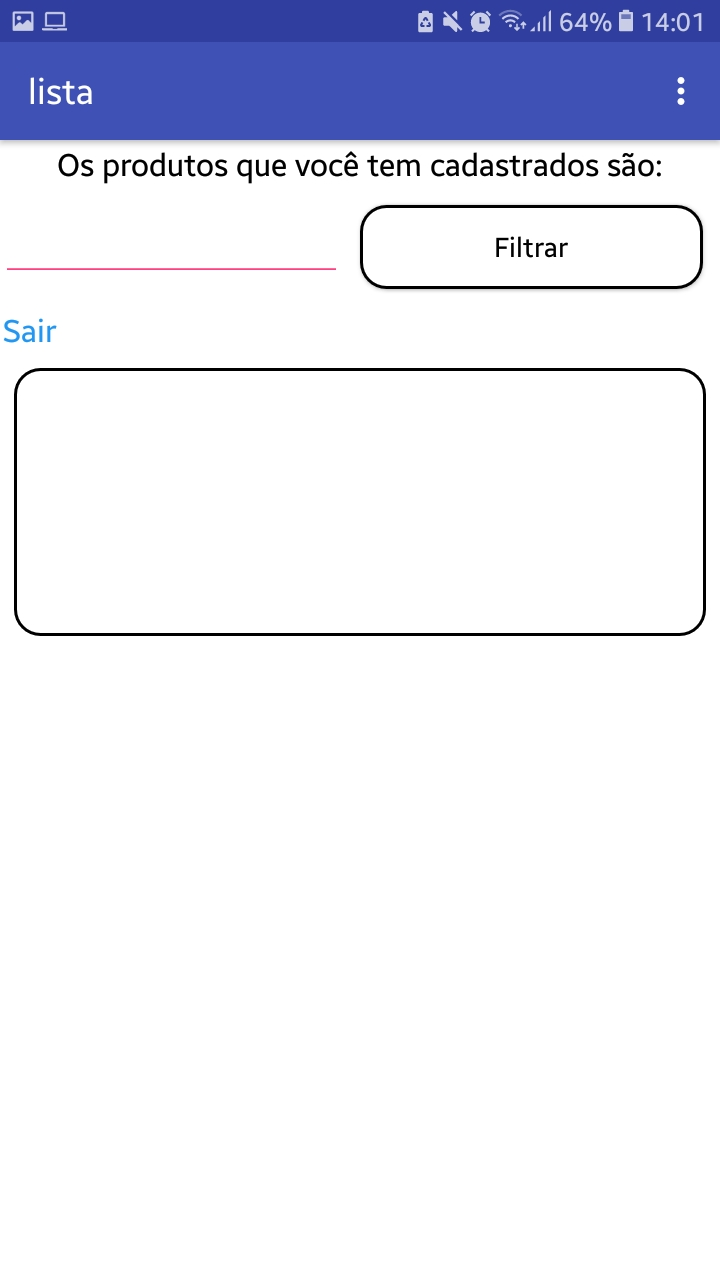 64% 14:01
lista
Os produtos que você tem cadastrados são:
Filtrar
Sair